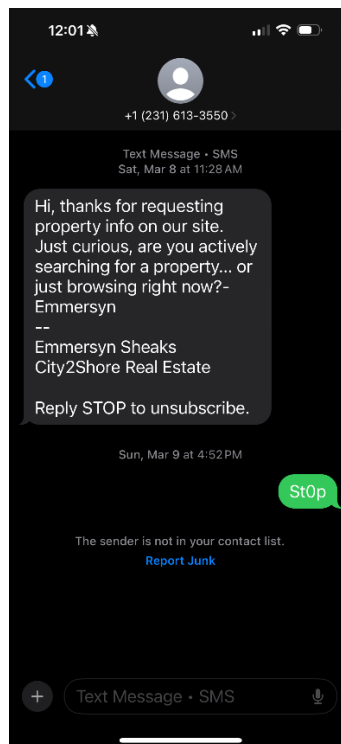 12:01
1
+1 (231) 613-3550
Text Message • SMS
Sat, Mar 8 at 11:28 AM
Hi, thanks for requesting
property info on our site.
Just curious, are you actively
searching for a property... or
just browsing right now?-
Emmersyn
--
Emmersyn Sheaks
City2Shore Real Estate
Reply STOP to unsubscribe.
Sun, Mar 9 at 4:52 PM
St0p
The sender is not in your contact list.
Report Junk
Text Message • SMS